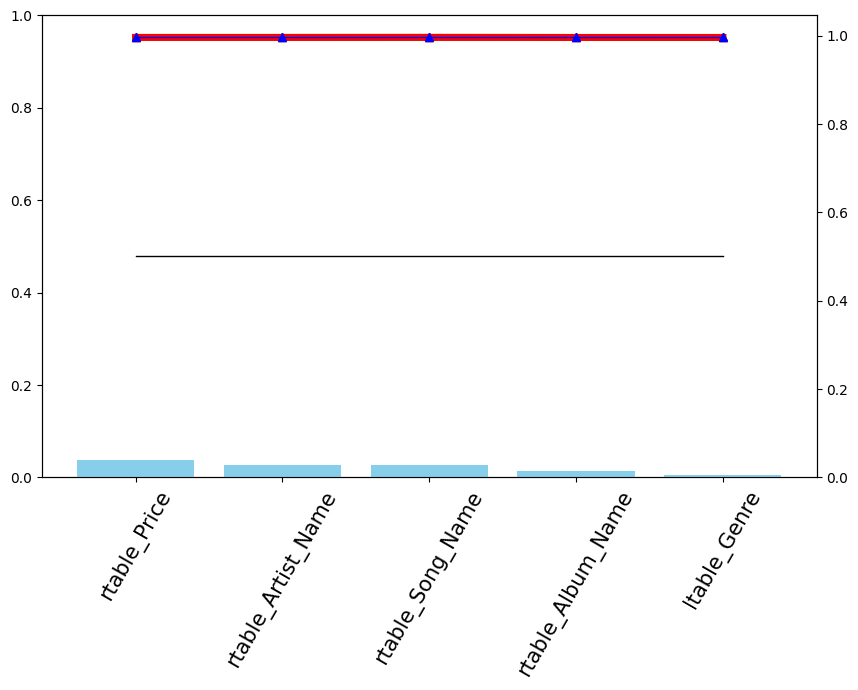 1.0
0.8
0.6
0.4
0.2
0.0
1.0
0.8
0.6
0.4
0.2
0.0
rtable_Price
rtable_Artist_Name
rtable_Song_Name
rtable_Album_Name
ltable_Genre